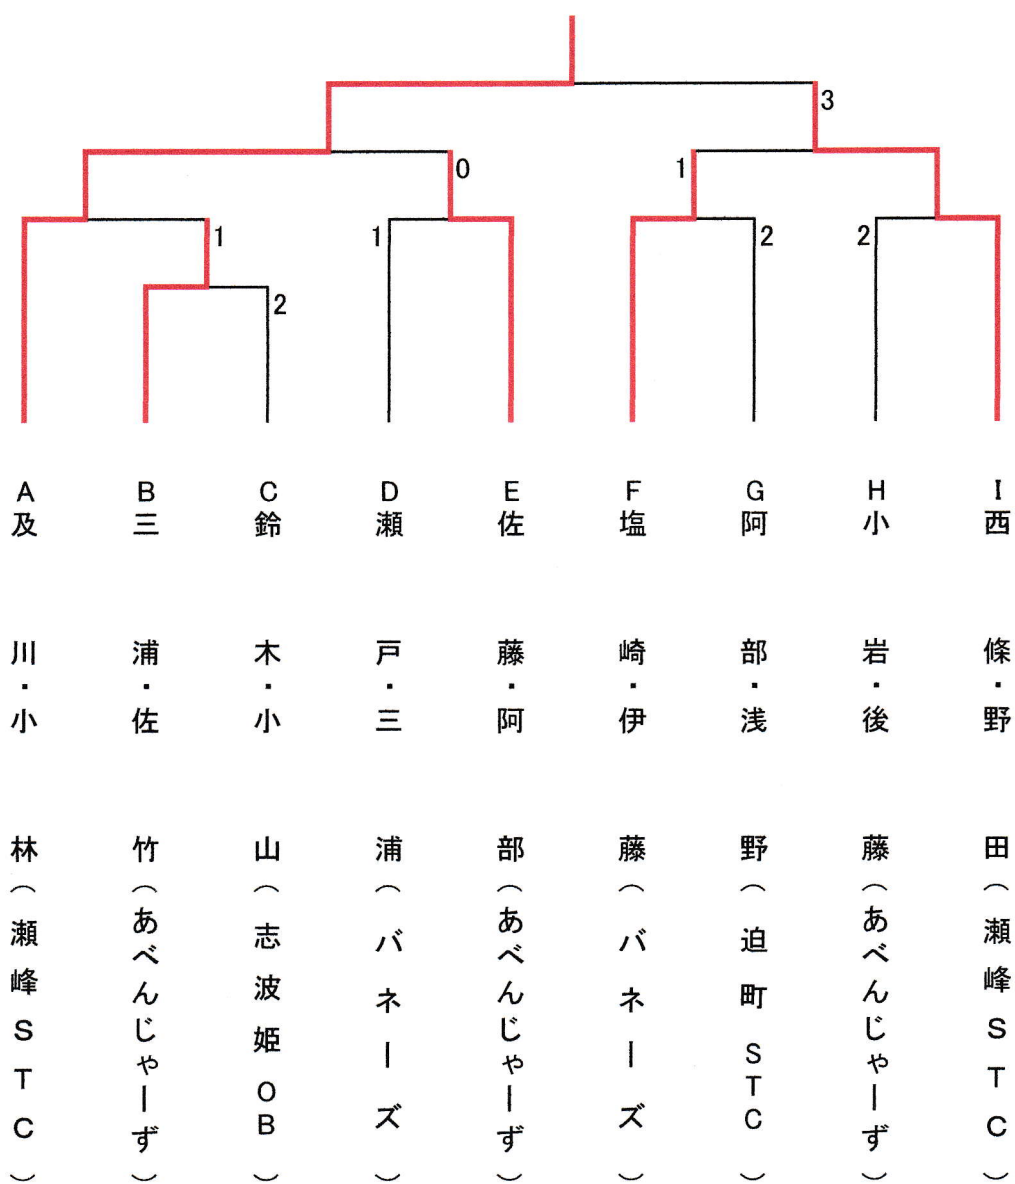 3
0
1
1
1
2
2
2
A 及川・小林（瀬峰STC）
B 三浦・佐竹（あべんじゃーず）
C 鈴木・小山（志波姫OB）
D 瀬戸・三浦（バネーズ）
E 佐藤・阿部（あべんじゃーず）
F 塩崎・伊藤（バネーズ）
G 阿部・浅野（迫町STC）
H 小岩・後藤（あべんじゃーず）
I 西條・野田（瀬峰STC）